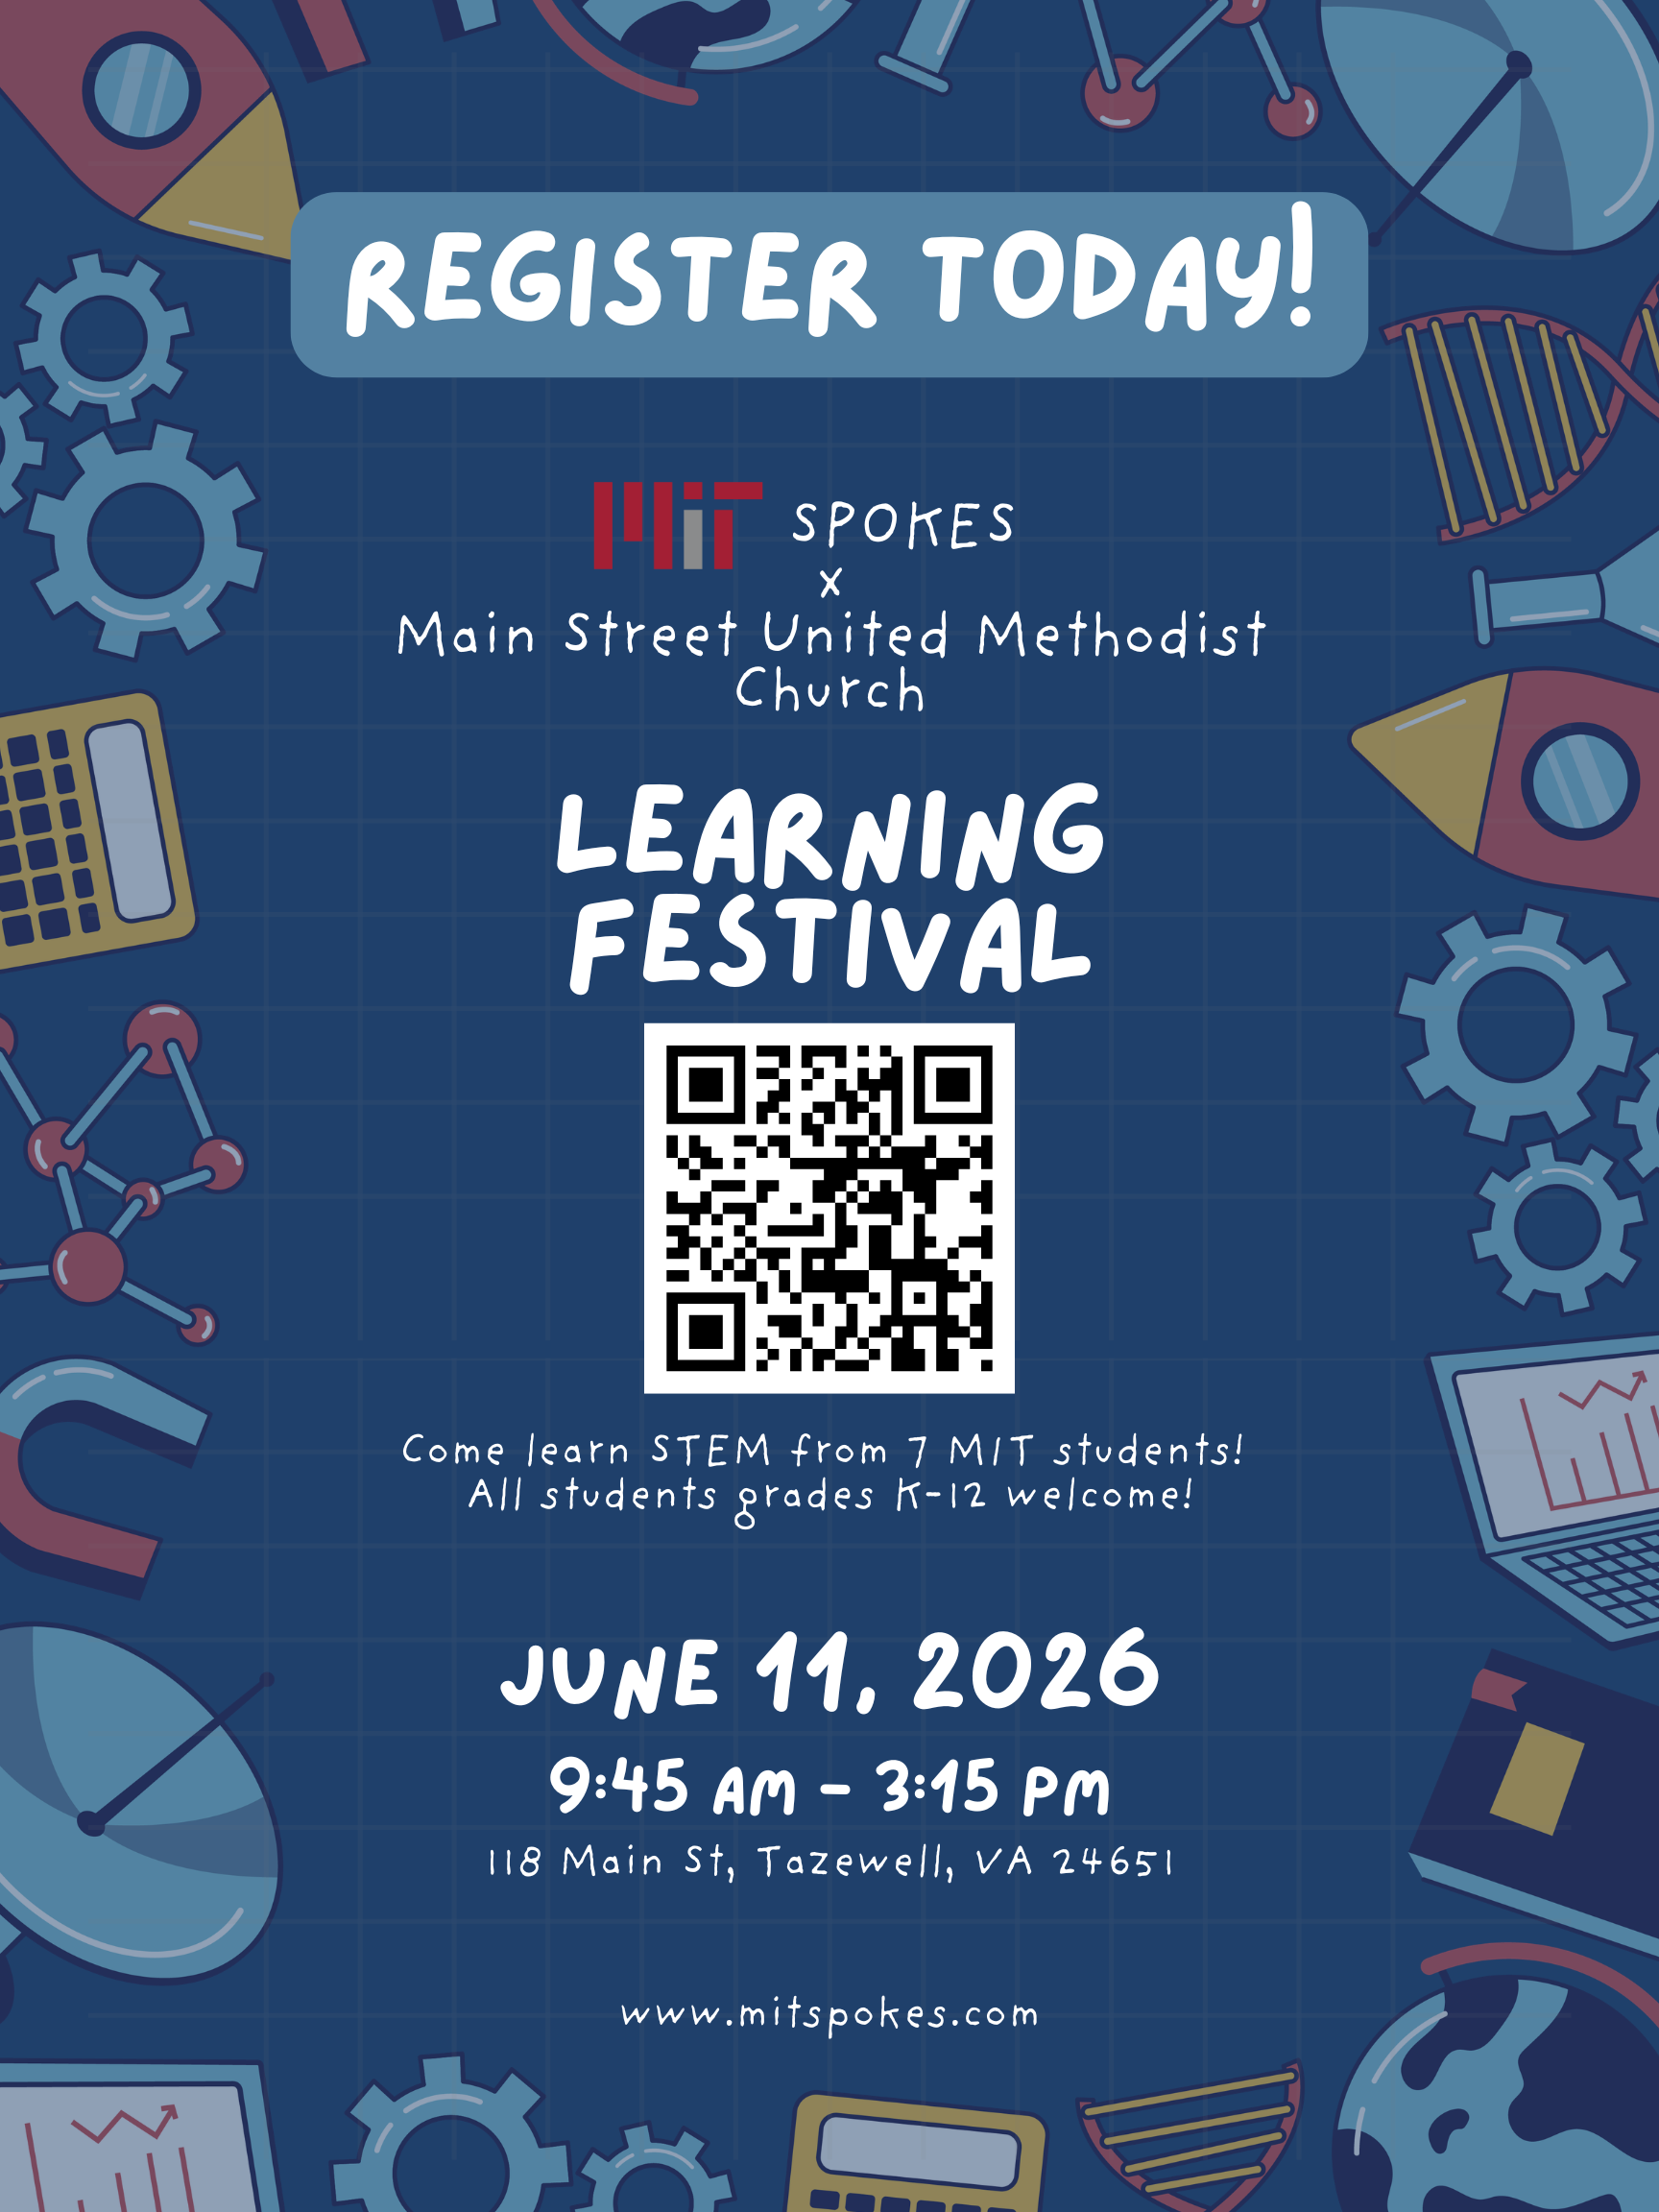 REGISTER TODAY!
MIT SPOKES
x
Main Street United Methodist
Church
LEARNING
FESTIVAL
Come learn STEM from 7 MIT students!
All students grades K-12 welcome!
JUNE 11, 2026
9:45 AM - 3:15 PM
118 Main St, Tazewell, VA 24651
www.mitspokes.com